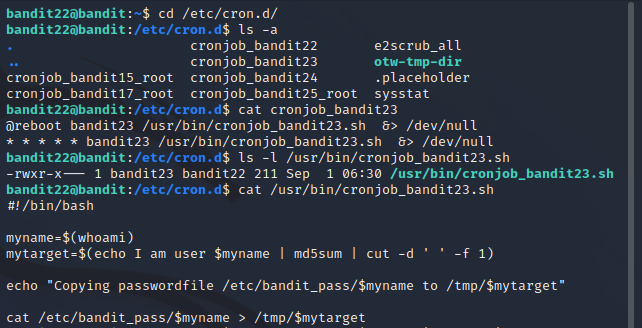 bandit22@bandit:~$ cd /etc/cron.d/
bandit22@bandit:/etc/cron.d$ ls -a
. cronjob_bandit22 e2scrub_all
.. cronjob_bandit23 otw-tmp-dir
cronjob_bandit15_root cronjob_bandit24 .placeholder
cronjob_bandit17_root cronjob_bandit25_root sysstat
bandit22@bandit:/etc/cron.d$ cat cronjob_bandit23
@reboot bandit23 /usr/bin/cronjob_bandit23.sh &> /dev/null
* * * * * bandit23 /usr/bin/cronjob_bandit23.sh &> /dev/null
bandit22@bandit:/etc/cron.d$ ls -l /usr/bin/cronjob_bandit23.sh
-rwxr-x--- 1 bandit23 bandit22 211 Sep 1 06:30 /usr/bin/cronjob_bandit23.sh
bandit22@bandit:/etc/cron.d$ cat /usr/bin/cronjob_bandit23.sh
#!/bin/bash
myname=$(whoami)
mytarget=$(echo I am user $myname | md5sum | cut -d ' ' -f 1)
echo "Copying passwordfile /etc/bandit_pass/$myname to /tmp/$mytarget"
cat /etc/bandit_pass/$myname > /tmp/$mytarget